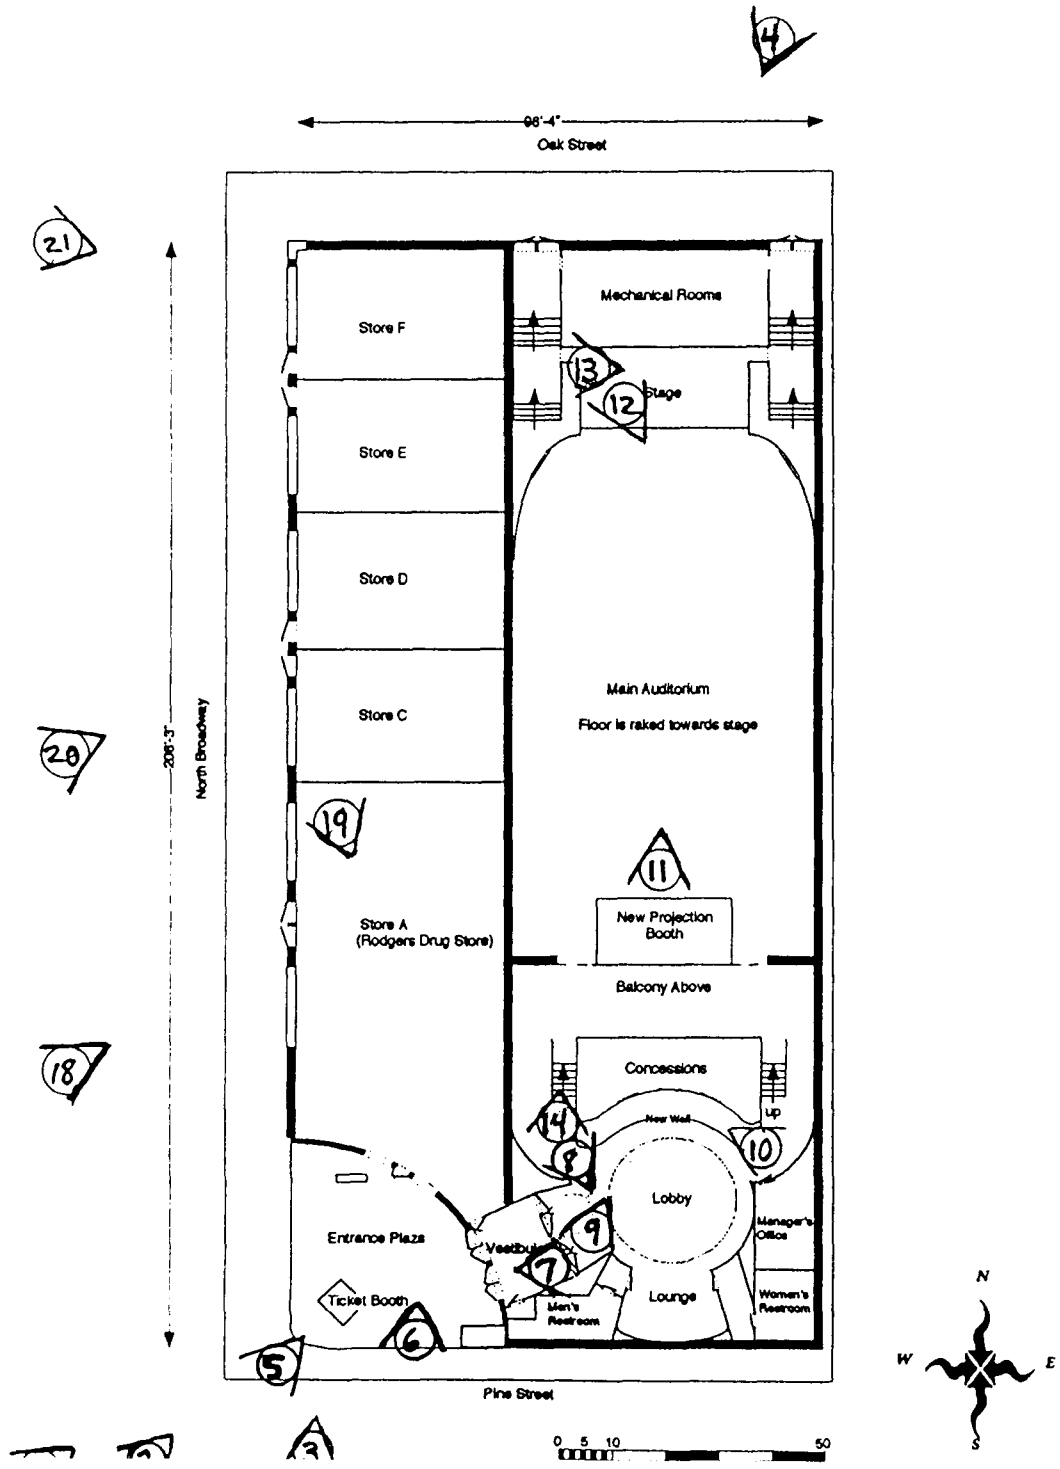 4
98'-4"
Oak Street
21
Mechanical Rooms
Store F
13
Stage
12
Store E
Store D
Main Auditorium
Store C
Floor is raked towards stage
North Broadway
206'-3"
20
19
11
New Projection
Booth
Store A
(Rodgers Drug Store)
Balcony Above
18
Concessions
up
New Wall
14
10
8
Lobby
Manager's
Office
9
Entrance Plaza
Vestibule
7
Ticket Booth
Men's
Restroom
Lounge
Women's
Restroom
6
5
Pine Street
N
W
E
S
3
0 5 10 50